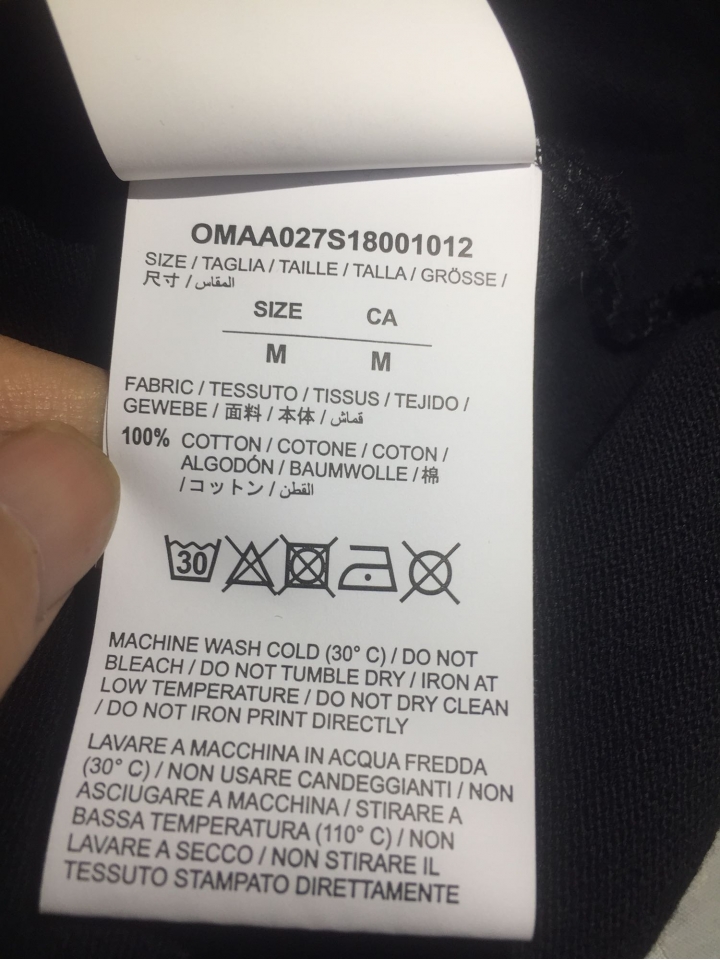 OMAA027S18001012
SIZE / TAGLIA / TAILLE / TALLA / GRÖSSE /
尺寸 / المقاس
SIZE CA
M M
FABRIC / TESSUTO / TISSUS / TEJIDO /
GEWEBE / 面料 / 本体 / قماش
100% COTTON / COTONE / COTON /
ALGODÓN / BAUMWOLLE / 棉
/ コットン / القطن
30
MACHINE WASH COLD (30° C) / DO NOT
BLEACH / DO NOT TUMBLE DRY / IRON AT
LOW TEMPERATURE / DO NOT DRY CLEAN
/ DO NOT IRON PRINT DIRECTLY
LAVARE A MACCHINA IN ACQUA FREDDA
(30° C) / NON USARE CANDEGGIANTI / NON
ASCIUGARE A MACCHINA / STIRARE A
BASSA TEMPERATURA (110° C) / NON
LAVARE A SECCO / NON STIRARE IL
TESSUTO STAMPATO DIRETTAMENTE